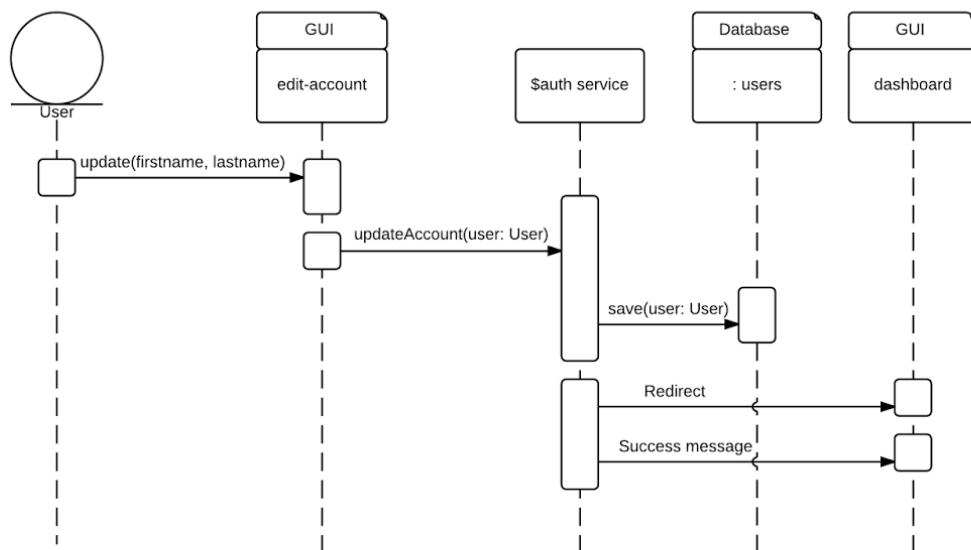 GUI
Database
GUI
edit-account
$auth service
: users
dashboard
User
update(firstname, lastname)
updateAccount(user: User)
save(user: User)
Redirect
Success message